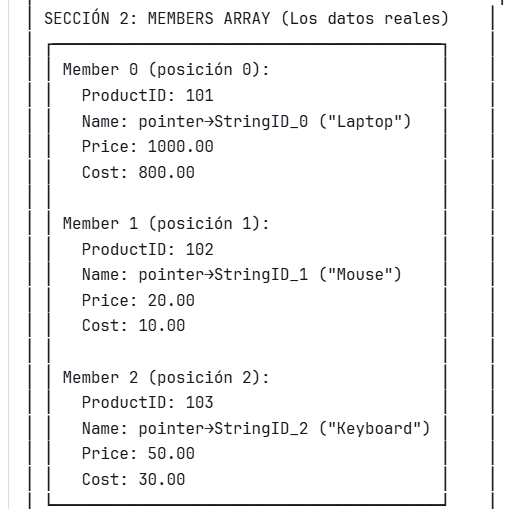 SECCIÓN 2: MEMBERS ARRAY (Los datos reales)
Member 0 (posición 0):
ProductID: 101
Name: pointer→StringID_0 ("Laptop")
Price: 1000.00
Cost: 800.00
Member 1 (posición 1):
ProductID: 102
Name: pointer→StringID_1 ("Mouse")
Price: 20.00
Cost: 10.00
Member 2 (posición 2):
ProductID: 103
Name: pointer→StringID_2 ("Keyboard")
Price: 50.00
Cost: 30.00